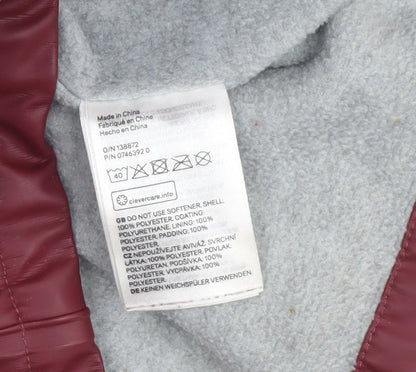 Made in China
Fabriqué en Chine
Hecho en China
O/N 138872
P/N 0746392 0
40
clevercare.info
GB DO NOT USE SOFTENER. SHELL:
100% POLYESTER. COATING
POLYURETHANE. LINING: 100%
POLYESTER. PADDING: 100%
POLYESTER.
CZ NEPOUŽÍVEJTE AVIVÁŽ. SVRCHNÍ
LÁTKA: 100% POLYESTER. POVLAK:
POLYURETAN. PODŠÍVKA: 100%
POLYESTER. VÝCPÁVKA: 100%
POLYESTER.
DE KEINEN WEICHSPÜLER VERWENDEN.